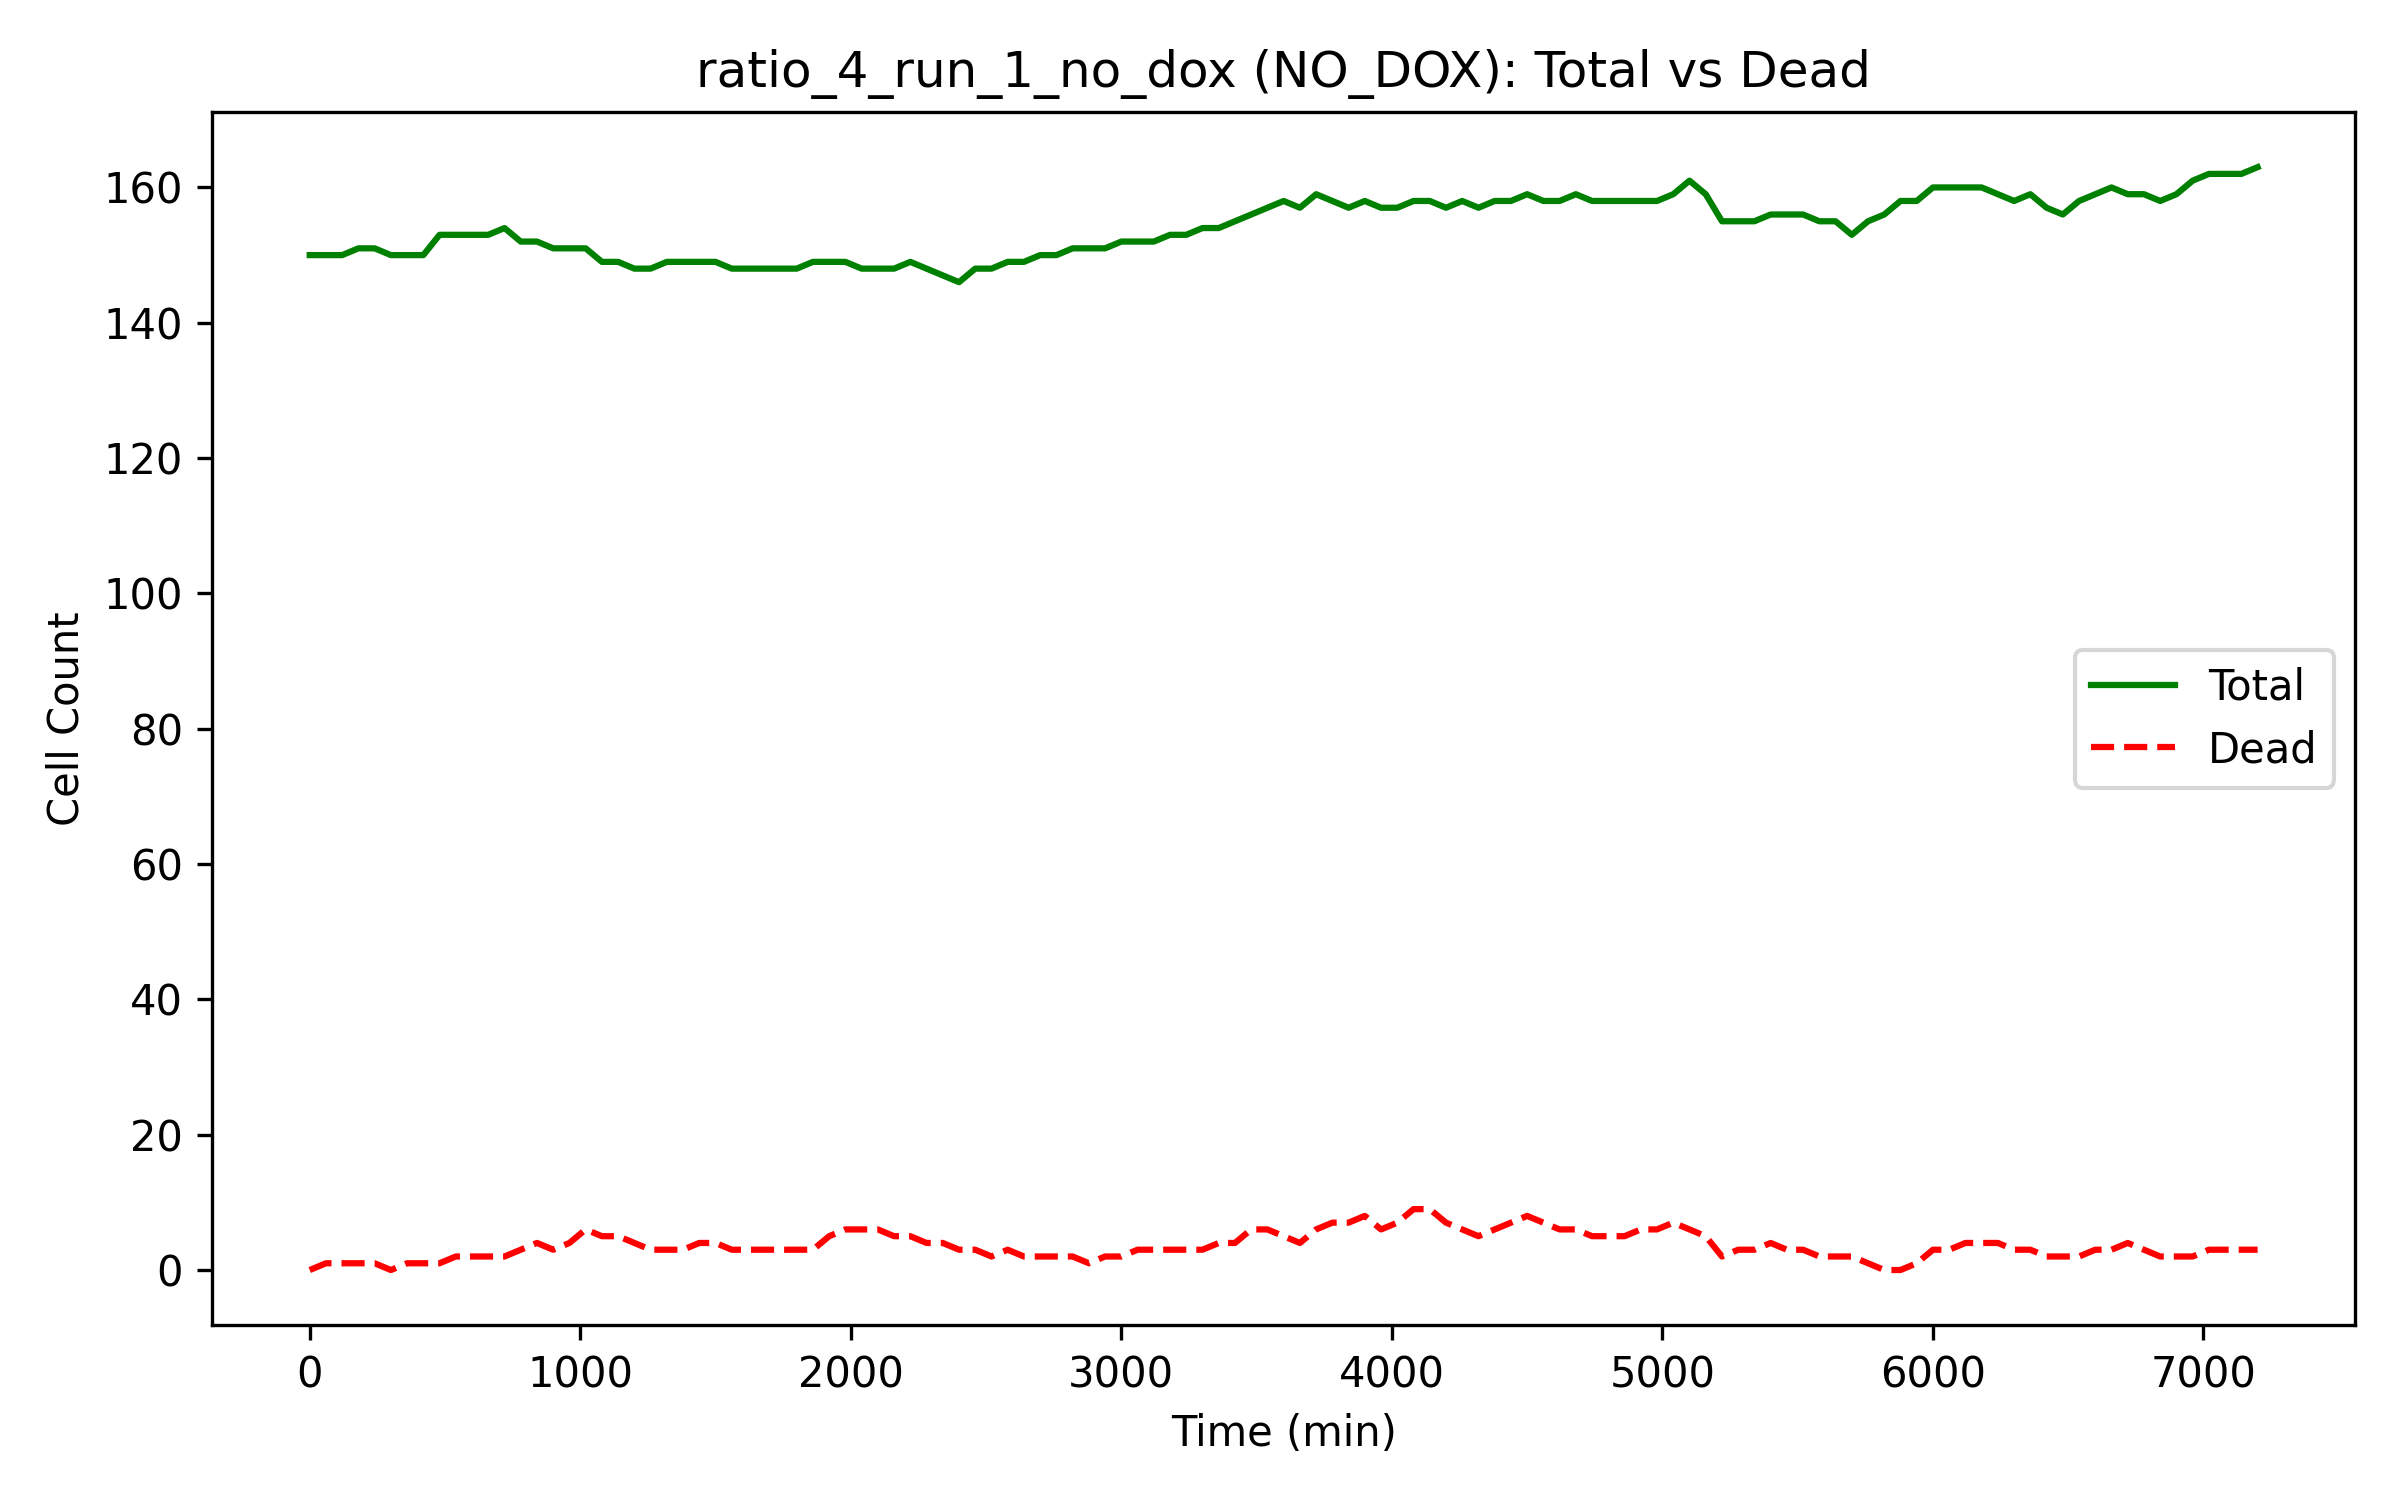 ratio_4_run_1_no_dox (NO_DOX): Total vs Dead
160
140
120
100
80
60
40
20
0
Cell Count
Total
Dead
0 1000 2000 3000 4000 5000 6000 7000
Time (min)